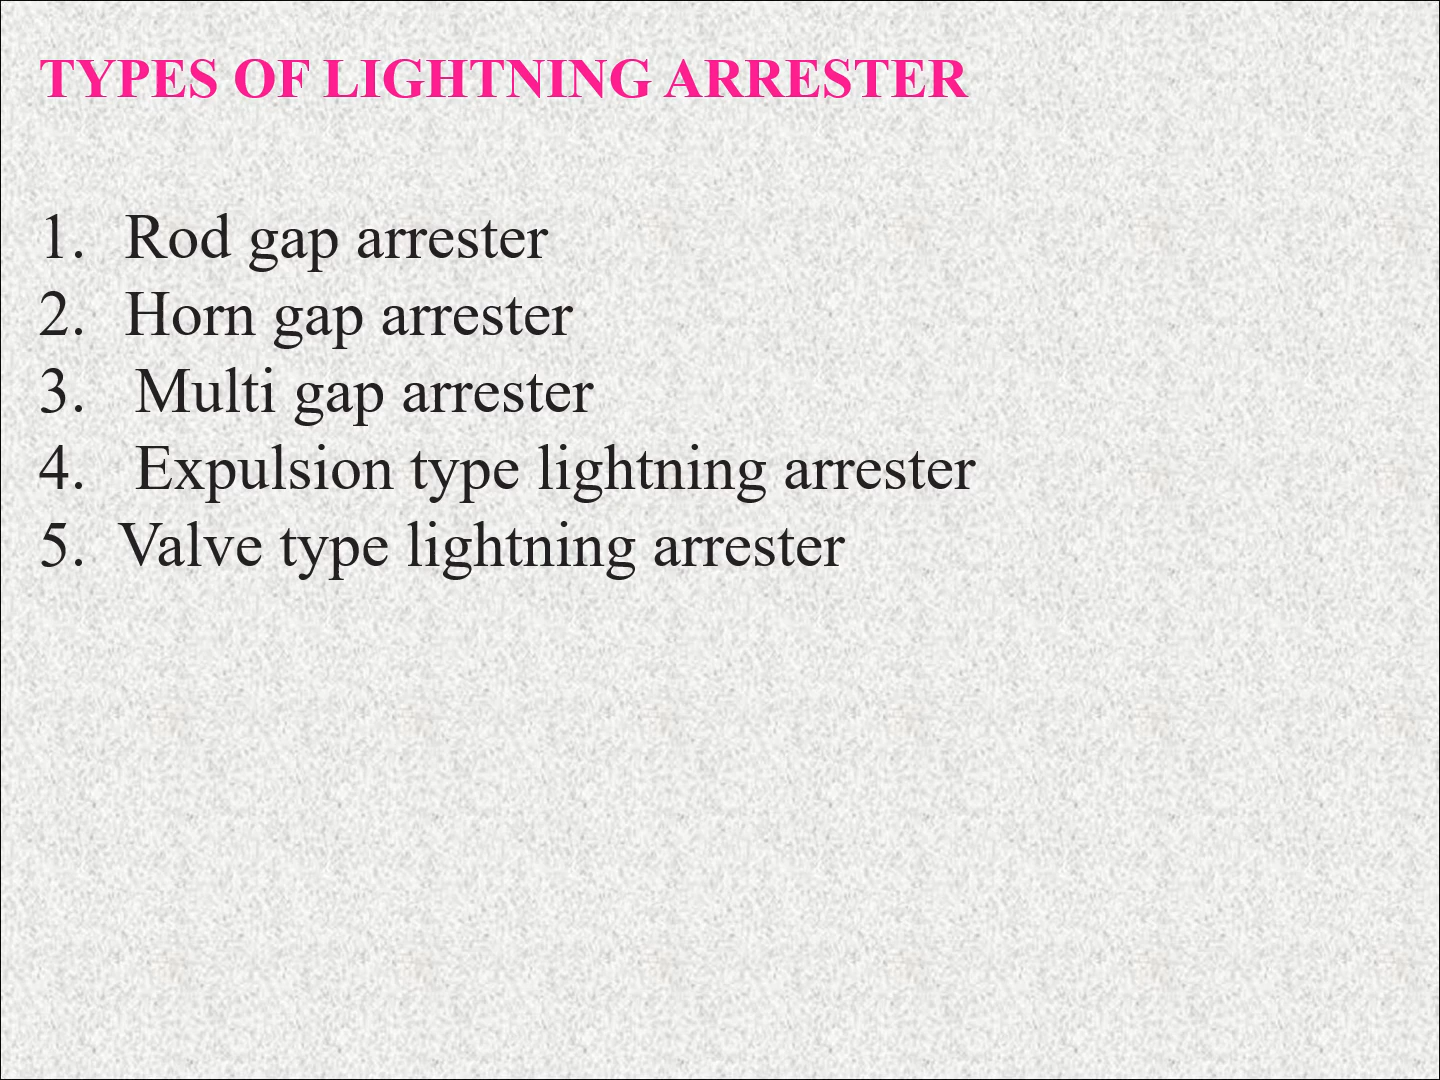 TYPES OF LIGHTNING ARRESTER
1. Rod gap arrester
2. Horn gap arrester
3. Multi gap arrester
4. Expulsion type lightning arrester
5. Valve type lightning arrester